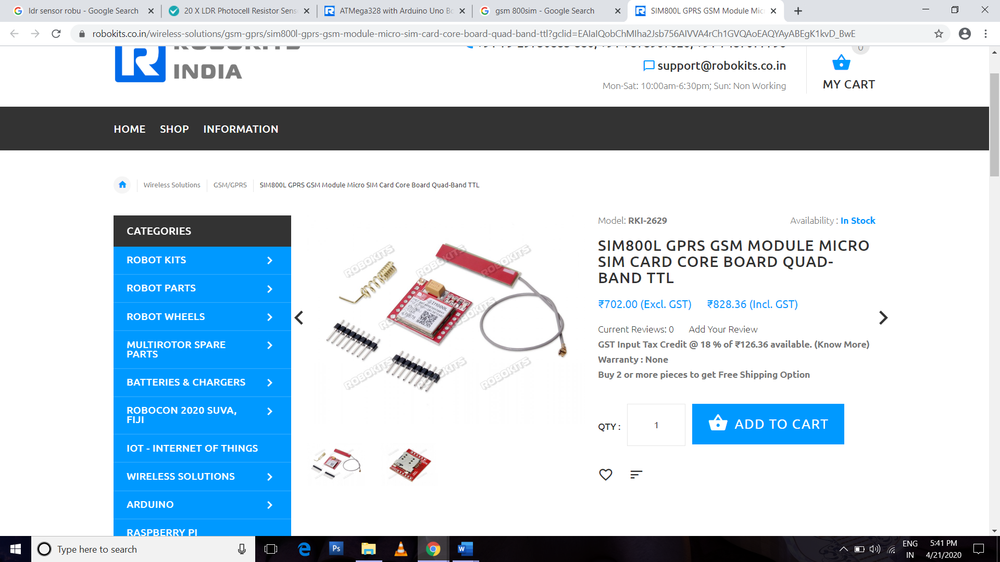 ldr sensor robu - Google Search
20 X LDR Photocell Resistor Sens
ATMega328 with Arduino Uno Bo
gsm 800sim - Google Search
SIM800L GPRS GSM Module Mic
robokits.co.in/wireless-solutions/gsm-gprs/sim800l-gprs-gsm-module-micro-sim-card-core-board-quad-band-ttl?gclid=EAIaIQobChMIha2Jsb756AIVVA4rCh1GVQAoEAQYAyABEgK1kvD_BwE
ROBOKITS
INDIA
support@robokits.co.in
Mon-Sat: 10:00am-6:30pm; Sun: Non Working
0
MY CART
HOME SHOP INFORMATION
Wireless Solutions
GSM/GPRS
SIM800L GPRS GSM Module Micro SIM Card Core Board Quad-Band TTL
CATEGORIES
ROBOT KITS
ROBOT PARTS
ROBOT WHEELS
MULTIROTOR SPARE
PARTS
BATTERIES & CHARGERS
ROBOCON 2020 SUVA,
FIJI
IOT - INTERNET OF THINGS
WIRELESS SOLUTIONS
ARDUINO
RASPBERRY PI
ROBOKITS
ROBOKITS
ROBOKITS
SIM800L
ROBOKITS
ROBOKITS
ROBOKITS
ROBOKITS
Model: RKI-2629
Availability : In Stock
SIM800L GPRS GSM MODULE MICRO
SIM CARD CORE BOARD QUAD-
BAND TTL
₹702.00 (Excl. GST) ₹828.36 (Incl. GST)
Current Reviews: 0 Add Your Review
GST Input Tax Credit @ 18 % of ₹126.36 available. (Know More)
Warranty : None
Buy 2 or more pieces to get Free Shipping Option
QTY : 1 ADD TO CART
Type here to search
Ps
W
ENG
IN
5:41 PM
4/21/2020